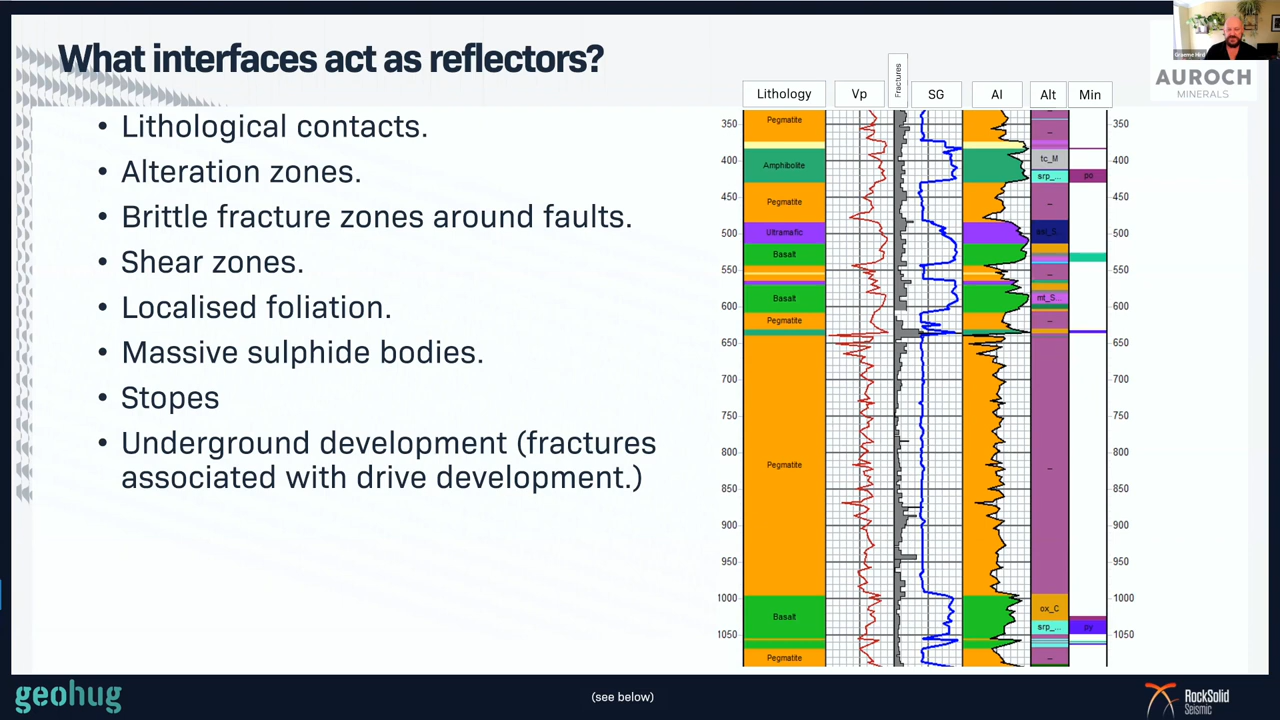 What interfaces act as reflectors?
• Lithological contacts.
• Alteration zones.
• Brittle fracture zones around faults.
• Shear zones.
• Localised foliation.
• Massive sulphide bodies.
• Stopes
• Underground development (fractures
associated with drive development.)
Graeme Hird
AUROCH
MINERALS
Lithology Vp Fractures SG AI Alt Min
350 Pegmatite – 350
400 Amphibolite tc_M 400
srp_... po
450 Pegmatite 450
500 Ultramafic 500
Basalt
550 – 550
600 Basalt mt_S... 600
Pegmatite –
650 650
700 700
750 750
800 Pegmatite – 800
850 850
900 900
950 950
1000 ox_C 1000
Basalt srp_... py
1050 1050
Pegmatite –
geohug
(see below)
RockSolid
Seismic